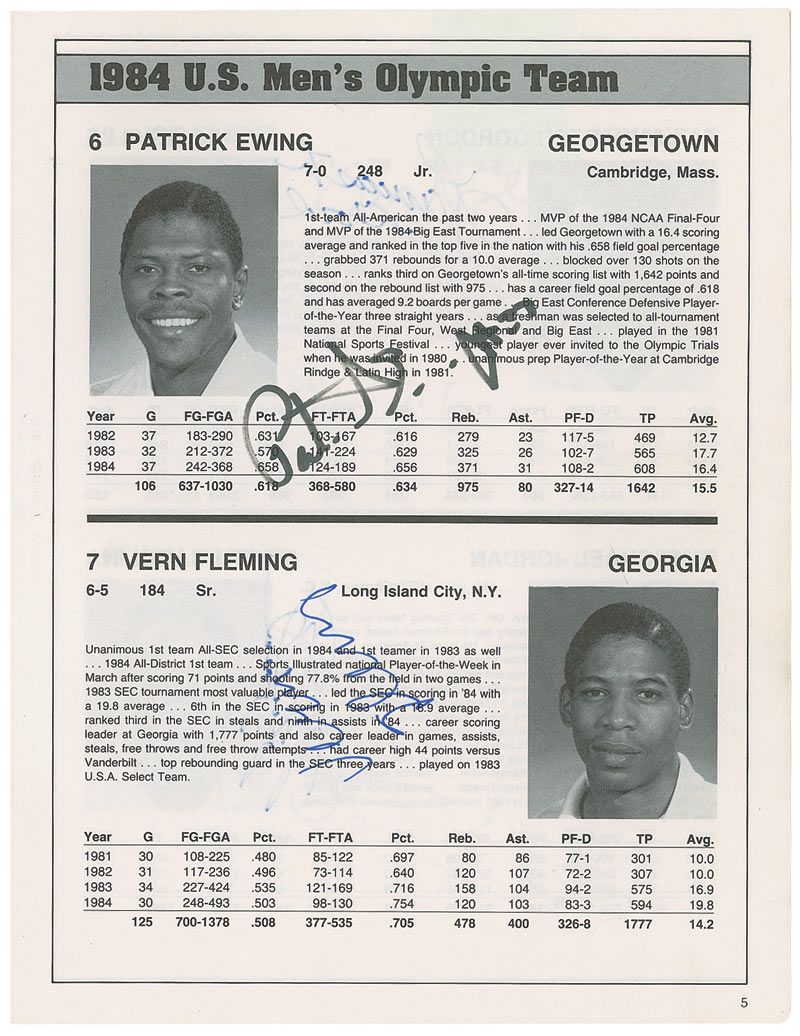 1984 U.S. Men's Olympic Team
6 PATRICK EWING GEORGETOWN
7-0 248 Jr. Cambridge, Mass.
1st-team All-American the past two years . . . MVP of the 1984 NCAA Final-Four
and MVP of the 1984 Big East Tournament . . . led Georgetown with a 16.4 scoring
average and ranked in the top five in the nation with his .658 field goal percentage
. . . grabbed 371 rebounds for a 10.0 average . . . blocked over 130 shots on the
season . . . ranks third on Georgetown's all-time scoring list with 1,642 points and
second on the rebound list with 975 . . . has a career field goal percentage of .618
and has averaged 9.2 boards per game . . . Big East Conference Defensive Player-
of-the-Year three straight years . . . as a freshman was selected to all-tournament
teams at the Final Four, West Regional and Big East . . . played in the 1981
National Sports Festival . . . youngest player ever invited to the Olympic Trials
when he was invited in 1980 . . . unanimous prep Player-of-the-Year at Cambridge
Rindge & Latin High in 1981.
Year G FG-FGA Pct. FT-FTA Pct. Reb. Ast. PF-D TP Avg.
1982 37 183-290 .631 103-167 .616 279 23 117-5 469 12.7
1983 32 212-372 .570 141-224 .629 325 26 102-7 565 17.7
1984 37 242-368 .658 124-189 .656 371 31 108-2 608 16.4
106 637-1030 .618 368-580 .634 975 80 327-14 1642 15.5
7 VERN FLEMING GEORGIA
6-5 184 Sr. Long Island City, N.Y.
Unanimous 1st team All-SEC selection in 1984 and 1st teamer in 1983 as well
. . . 1984 All-District 1st team . . . Sports Illustrated national Player-of-the-Week in
March after scoring 71 points and shooting 77.8% from the field in two games . . .
1983 SEC tournament most valuable player . . . led the SEC in scoring in '84 with
a 19.8 average . . . 6th in the SEC in scoring in 1983 with a 16.9 average . . .
ranked third in the SEC in steals and ninth in assists in '84 . . . career scoring
leader at Georgia with 1,777 points and also career leader in games, assists,
steals, free throws and free throw attempts . . . had career high 44 points versus
Vanderbilt . . . top rebounding guard in the SEC three years . . . played on 1983
U.S.A. Select Team.
Year G FG-FGA Pct. FT-FTA Pct. Reb. Ast. PF-D TP Avg.
1981 30 108-225 .480 85-122 .697 80 86 77-1 301 10.0
1982 31 117-236 .496 73-114 .640 120 107 72-2 307 10.0
1983 34 227-424 .535 121-169 .716 158 104 94-2 575 16.9
1984 30 248-493 .503 98-130 .754 120 103 83-3 594 19.8
125 700-1378 .508 377-535 .705 478 400 326-8 1777 14.2
5